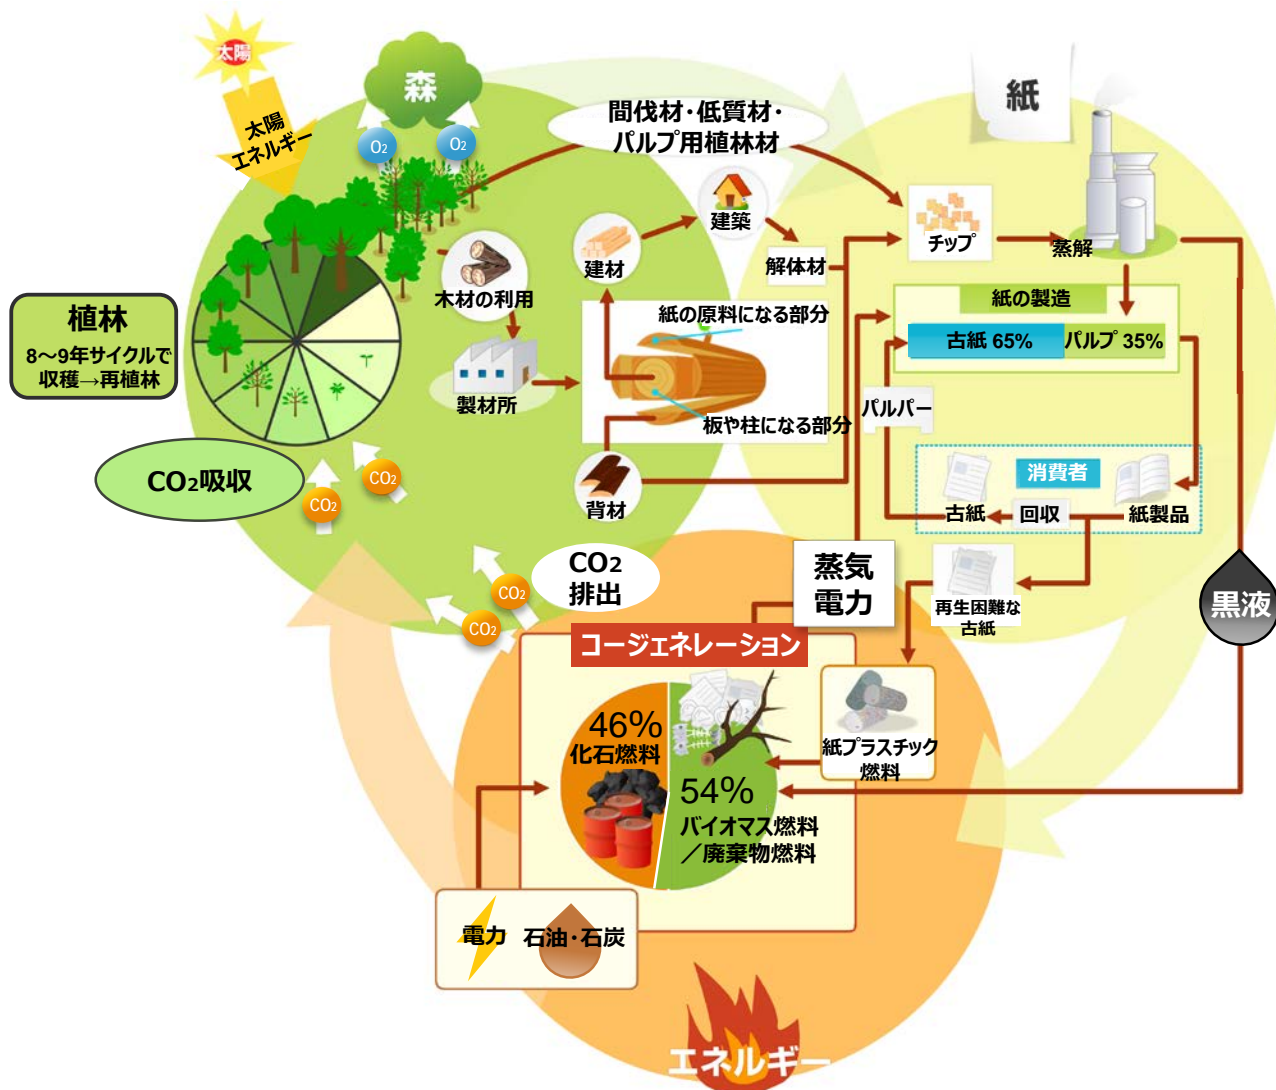 太陽
太陽
エネルギー
森
O2
O2
間伐材・低質材・
パルプ用植林材
紙
建築
チップ
蒸解
建材
解体材
木材の利用
植林
8～9年サイクルで
収穫→再植林
紙の製造
紙の原料になる部分
古紙 65%
パルプ 35%
製材所
板や柱になる部分
パルパー
CO2吸収
CO2
CO2
背材
消費者
古紙
回収
紙製品
CO2
排出
CO2
CO2
蒸気
電力
再生困難な
古紙
黒液
コージェネレーション
46%
化石燃料
紙プラスチック
燃料
54%
バイオマス燃料
／廃棄物燃料
電力
石油・石炭
エネルギー